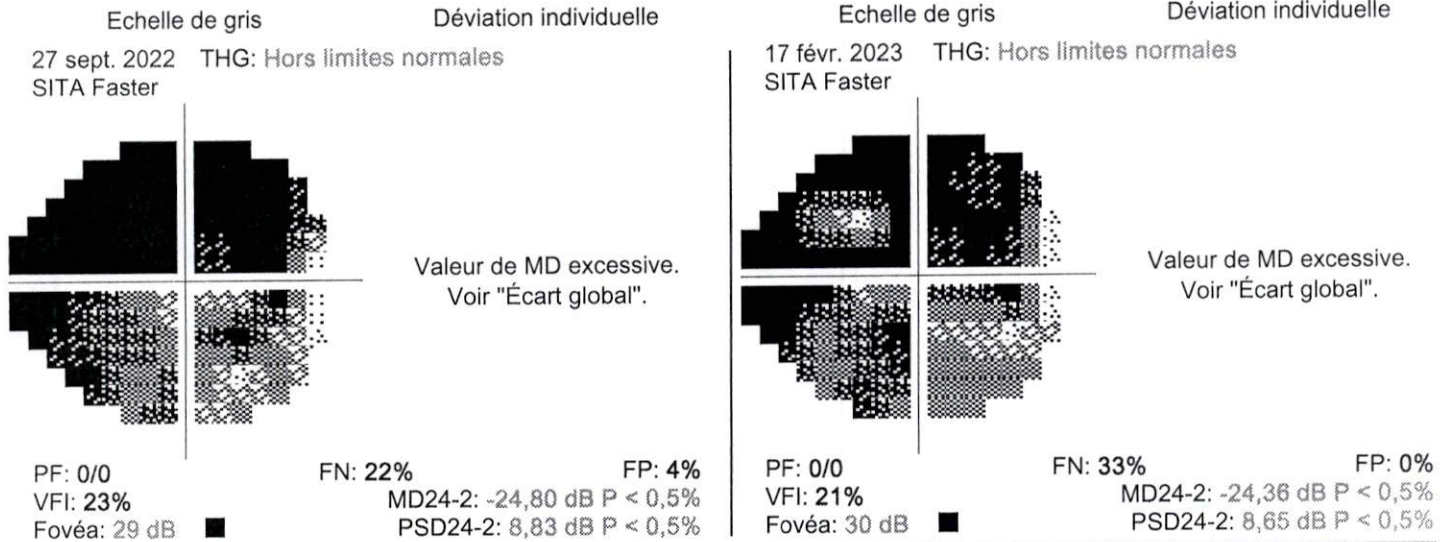 Echelle de gris
Déviation individuelle
27 sept. 2022 THG: Hors limites normales
SITA Faster
Valeur de MD excessive.
Voir "Écart global".
PF: 0/0 FN: 22% FP: 4%
VFI: 23% MD24-2: -24,80 dB P < 0,5%
Fovéa: 29 dB PSD24-2: 8,83 dB P < 0,5%
Echelle de gris
Déviation individuelle
17 févr. 2023 THG: Hors limites normales
SITA Faster
Valeur de MD excessive.
Voir "Écart global".
PF: 0/0 FN: 33% FP: 0%
VFI: 21% MD24-2: -24,36 dB P < 0,5%
Fovéa: 30 dB PSD24-2: 8,65 dB P < 0,5%